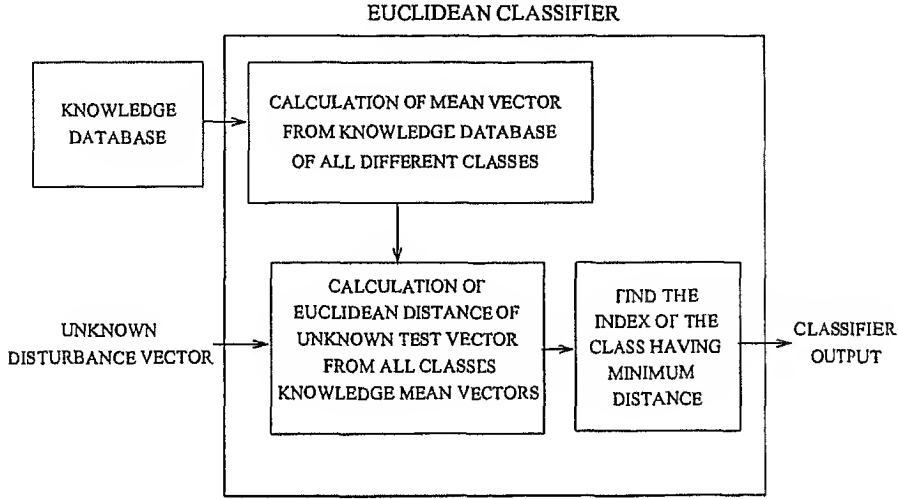 EUCLIDEAN CLASSIFIER
KNOWLEDGE
DATABASE
CALCULATION OF MEAN VECTOR
FROM KNOWLEDGE DATABASE
OF ALL DIFFERENT CLASSES
UNKNOWN
DISTURBANCE VECTOR
CALCULATION OF
EUCLIDEAN DISTANCE OF
UNKNOWN TEST VECTOR
FROM ALL CLASSES
KNOWLEDGE MEAN VECTORS
FIND THE
INDEX OF THE
CLASS HAVING
MINIMUM
DISTANCE
CLASSIFIER
OUTPUT